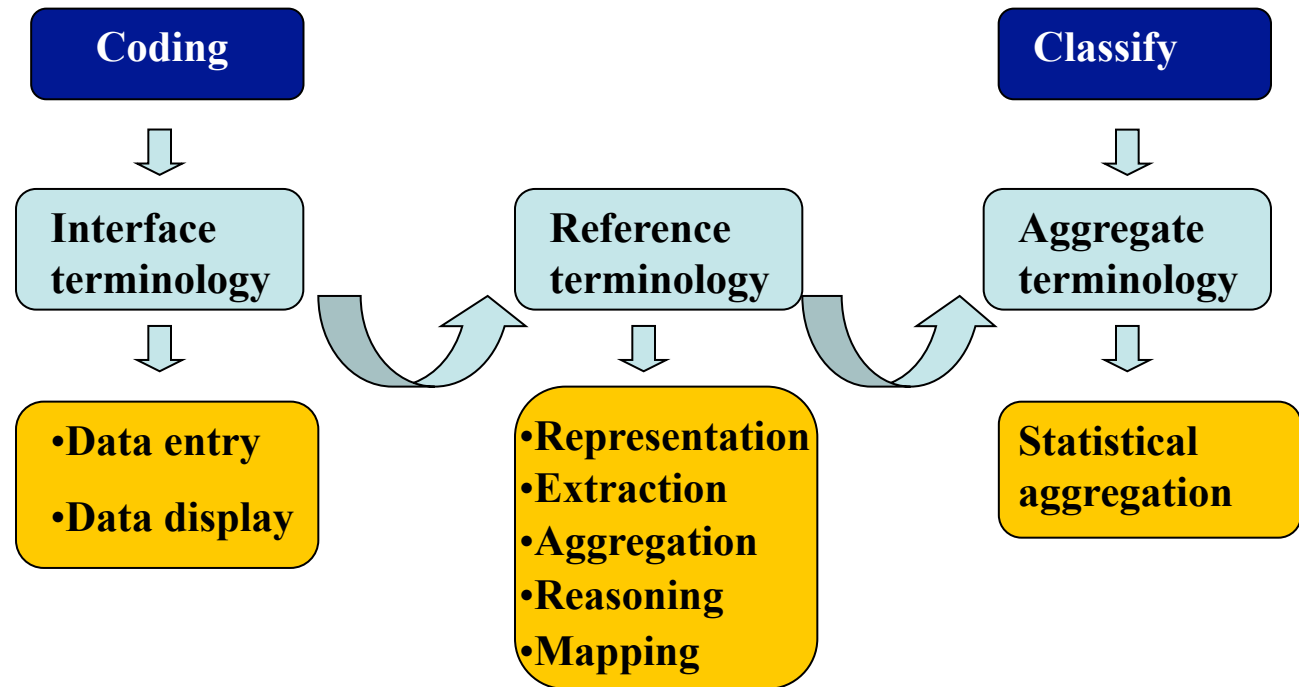 Coding
Classify
Interface
terminology
Reference
terminology
Aggregate
terminology
•Data entry
•Data display
•Representation
•Extraction
•Aggregation
•Reasoning
•Mapping
Statistical
aggregation